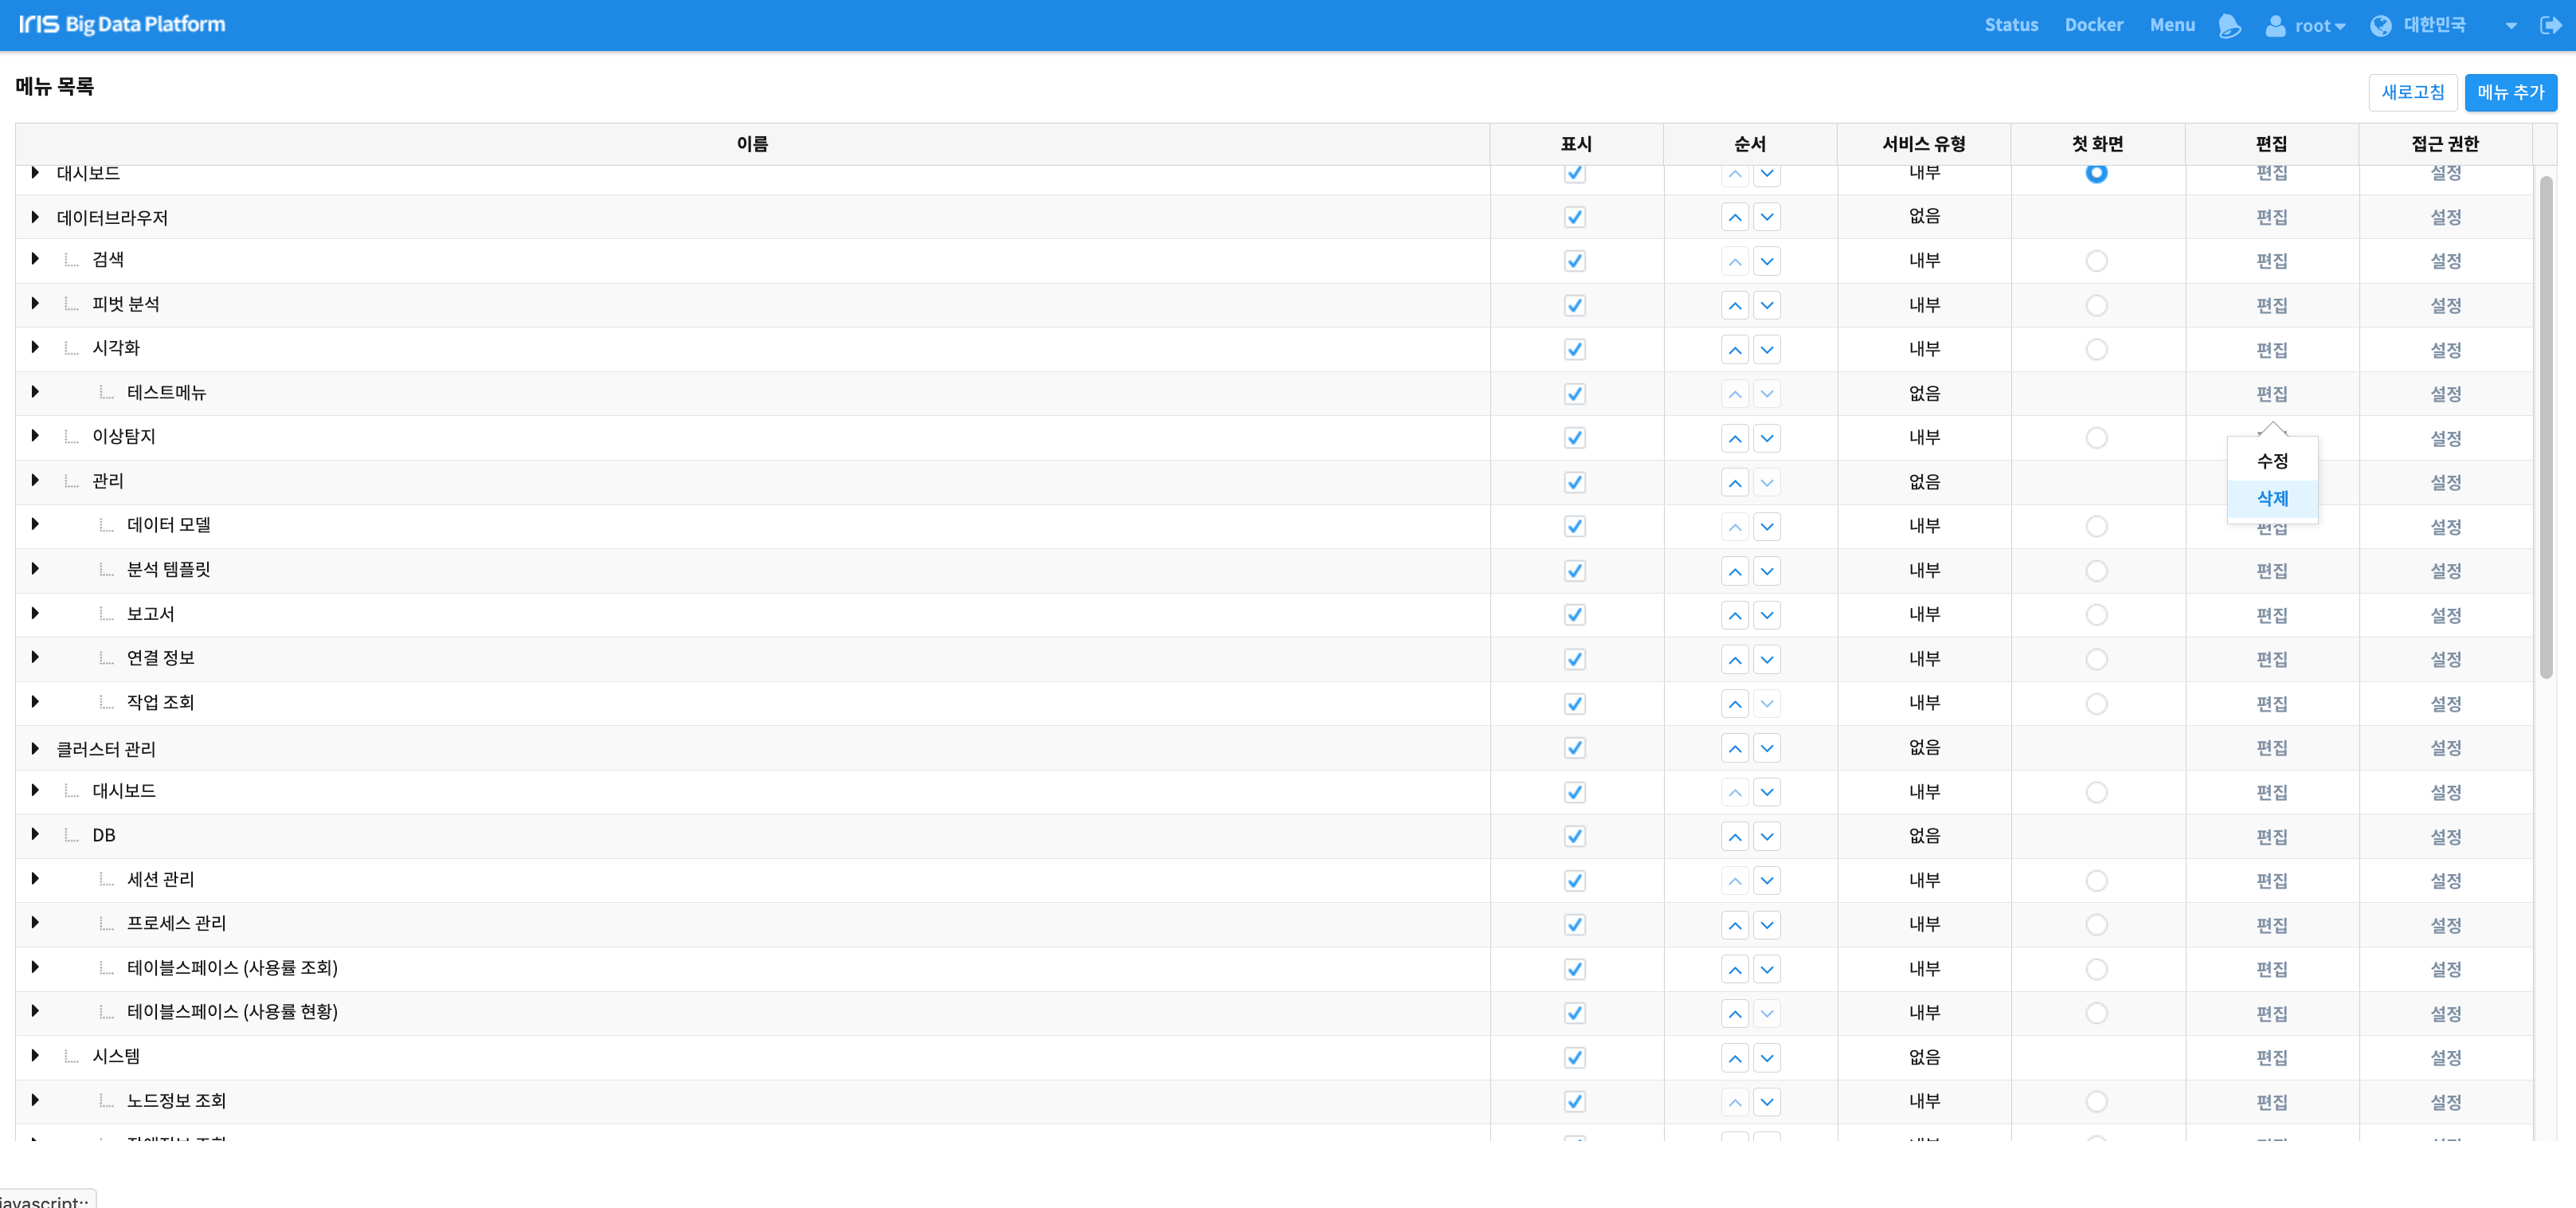 IRIS Big Data Platform Status Docker Menu root 대한민국
메뉴 목록 새로고침 메뉴 추가
이름 표시 순서 서비스 유형 첫 화면 편집 접근 권한
대시보드 내부 편집 설정
데이터브라우저 없음 편집 설정
검색 내부 편집 설정
피벗 분석 내부 편집 설정
시각화 내부 편집 설정
테스트메뉴 없음 편집 설정
이상탐지 내부 설정
수정
관리 없음 설정
삭제
데이터 모델 내부 편집 설정
분석 템플릿 내부 편집 설정
보고서 내부 편집 설정
연결 정보 내부 편집 설정
작업 조회 내부 편집 설정
클러스터 관리 없음 편집 설정
대시보드 내부 편집 설정
DB 없음 편집 설정
세션 관리 내부 편집 설정
프로세스 관리 내부 편집 설정
테이블스페이스 (사용률 조회) 내부 편집 설정
테이블스페이스 (사용률 현황) 내부 편집 설정
시스템 없음 편집 설정
노드정보 조회 내부 편집 설정
javascript:;